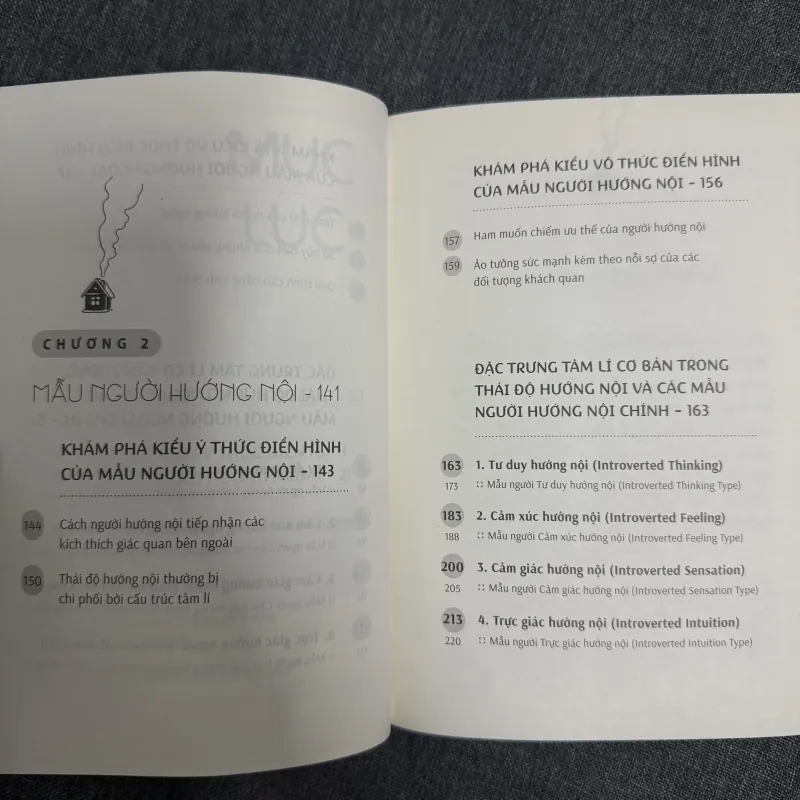 CHƯƠNG 2
MẪU NGƯỜI HƯỚNG NỘI - 141
KHÁM PHÁ KIỂU Ý THỨC ĐIỂN HÌNH
CỦA MẪU NGƯỜI HƯỚNG NỘI - 143
144 Cách người hướng nội tiếp nhận các
kích thích giác quan bên ngoài
150 Thái độ hướng nội thường bị
chi phối bởi cấu trúc tâm lí
KHÁM PHÁ KIỂU VÔ THỨC ĐIỂN HÌNH
CỦA MẪU NGƯỜI HƯỚNG NỘI - 156
157 Ham muốn chiếm ưu thế của người hướng nội
159 Ảo tưởng sức mạnh kèm theo nỗi sợ của các
đối tượng khách quan
ĐẶC TRƯNG TÂM LÍ CƠ BẢN TRONG
THÁI ĐỘ HƯỚNG NỘI VÀ CÁC MẪU
NGƯỜI HƯỚNG NỘI CHÍNH - 163
163 1. Tư duy hướng nội (Introverted Thinking)
173 :: Mẫu người Tư duy hướng nội (Introverted Thinking Type)
183 2. Cảm xúc hướng nội (Introverted Feeling)
188 :: Mẫu người Cảm xúc hướng nội (Introverted Feeling Type)
200 3. Cảm giác hướng nội (Introverted Sensation)
205 :: Mẫu người Cảm giác hướng nội (Introverted Sensation Type)
213 4. Trực giác hướng nội (Introverted Intuition)
220 :: Mẫu người Trực giác hướng nội (Introverted Intuition Type)